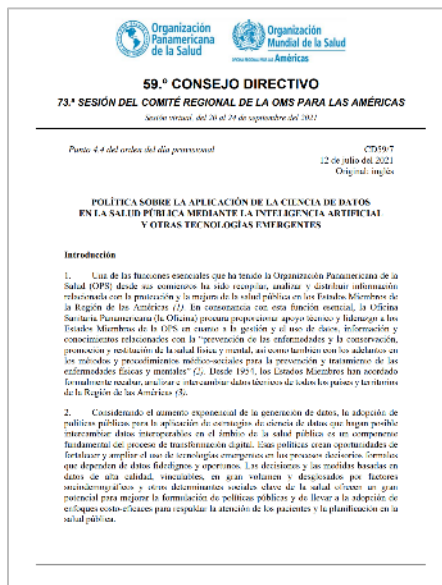 Organización
Panamericana
de la Salud
Organización
Mundial de la Salud
Américas
59.º CONSEJO DIRECTIVO
73.ª SESIÓN DEL COMITÉ REGIONAL DE LA OMS PARA LAS AMÉRICAS
Sesión virtual, del 20 al 24 de septiembre del 2021
Punto 4.4 del orden del día provisional
CD59/7
12 de julio del 2021
Original: inglés
POLÍTICA SOBRE LA APLICACIÓN DE LA CIENCIA DE DATOS
EN LA SALUD PÚBLICA MEDIANTE LA INTELIGENCIA ARTIFICIAL
Y OTRAS TECNOLOGÍAS EMERGENTES
Introducción
1. Una de las funciones esenciales que ha tenido la Organización Panamericana de la
Salud (OPS) desde sus comienzos ha sido recopilar, analizar y distribuir información
relacionada con la protección y la mejora de la salud pública en los Estados Miembros de
la Región de las Américas (1). En consonancia con esta función esencial, la Oficina
Sanitaria Panamericana (la Oficina) procura proporcionar apoyo técnico y liderazgo a los
Estados Miembros de la OPS en cuanto a la gestión y el uso de datos, información y
conocimientos relacionados con la “prevención de las enfermedades y la conservación,
promoción y restitución de la salud física y mental, así como también con los adelantos en
los métodos y procedimientos médico-sociales para la prevención y tratamiento de las
enfermedades físicas y mentales” (2). Desde 1954, los Estados Miembros han acordado
formalmente recabar, analizar e intercambiar datos técnicos de todos los países y territorios
de la Región de las Américas (3).
2. Considerando el aumento exponencial de la generación de datos, la adopción de
políticas públicas para la aplicación de estrategias de ciencia de datos que hagan posible
intercambiar datos interoperables en el ámbito de la salud pública es un componente
fundamental del proceso de transformación digital. Esas políticas crean oportunidades de
fortalecer y ampliar el uso de tecnologías emergentes en los procesos decisorios formales
que dependen de datos fidedignos y oportunos. Las decisiones y las medidas basadas en
datos de alta calidad, vinculables, en gran volumen y desglosados por factores
sociodemográficos y otros determinantes sociales clave de la salud ofrecen un gran
potencial para mejorar la formulación de políticas públicas y de llevar a la adopción de
enfoques costo-eficaces para respaldar la atención de los pacientes y la planificación en la
salud pública.